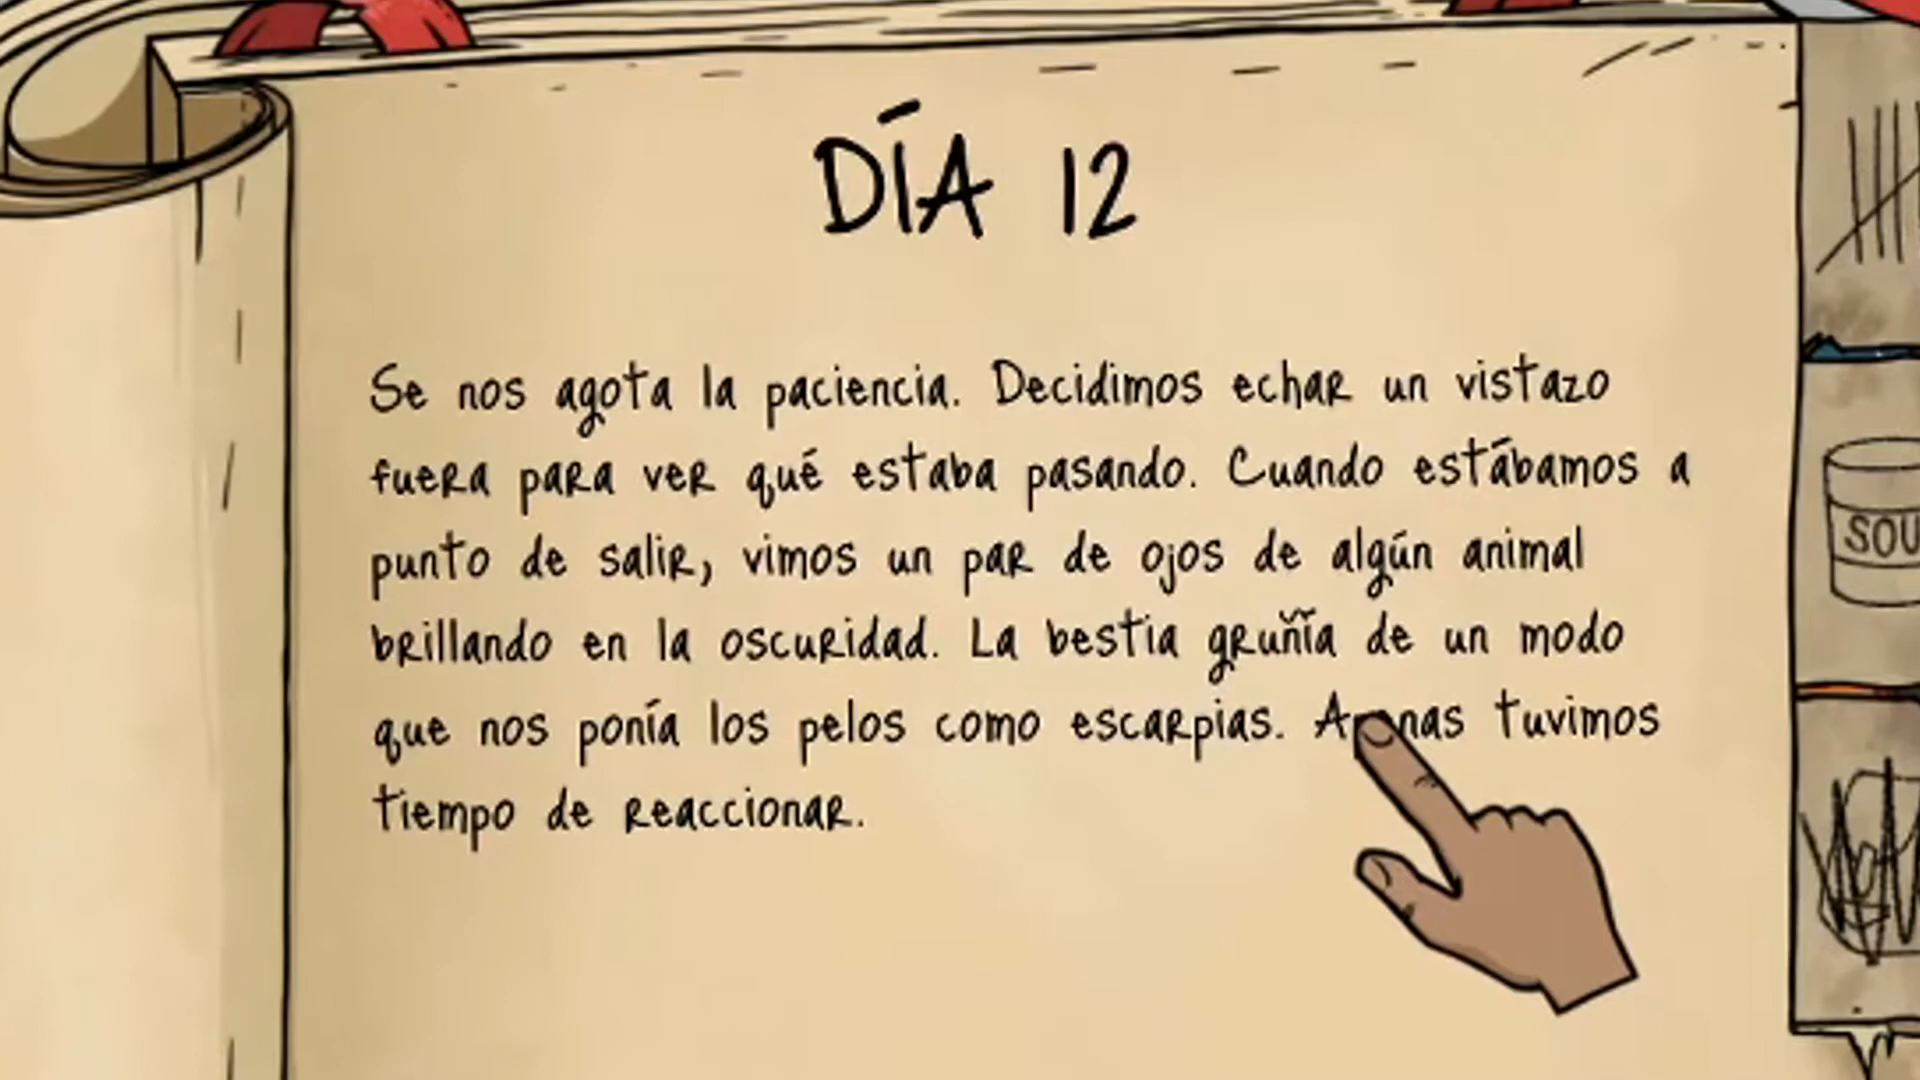 DÍA 12
Se nos agota la paciencia. Decidimos echar un vistazo
fuera para ver qué estaba pasando. Cuando estábamos a
punto de salir, vimos un par de ojos de algún animal
brillando en la oscuridad. La bestia gruñía de un modo
que nos ponía los pelos como escarpias. Apenas tuvimos
tiempo de reaccionar.
SOU